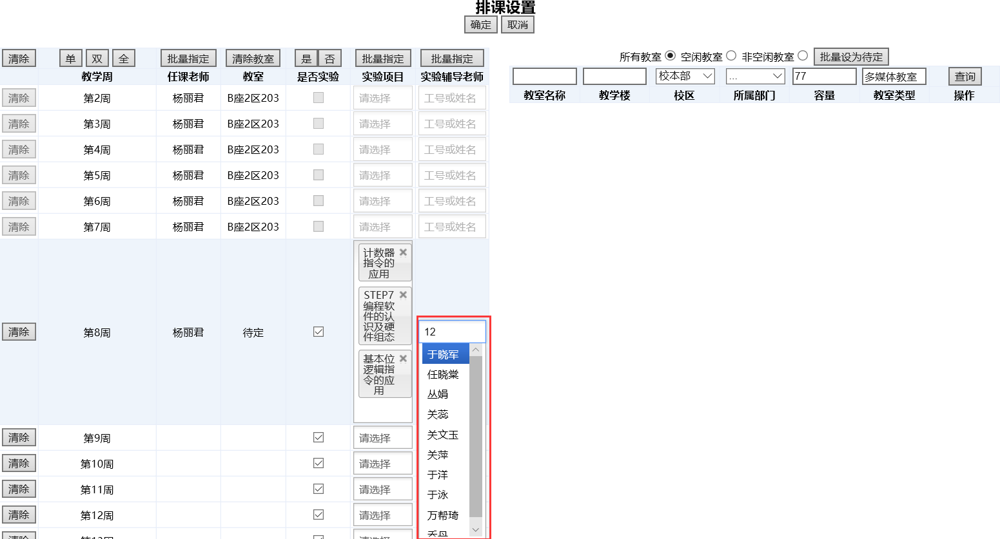 排课设置
确定 取消
清除 单 双 全 批量指定 清除教室 是 否 批量指定 批量指定
教学周 任课老师 教室 是否实验 实验项目 实验辅导老师
清除 第2周 杨丽君 B座2区203 请选择 工号或姓名
清除 第3周 杨丽君 B座2区203 请选择 工号或姓名
清除 第4周 杨丽君 B座2区203 请选择 工号或姓名
清除 第5周 杨丽君 B座2区203 请选择 工号或姓名
清除 第6周 杨丽君 B座2区203 请选择 工号或姓名
清除 第7周 杨丽君 B座2区203 请选择 工号或姓名
清除 第8周 杨丽君 待定
计数器
指令的
应用
STEP7
编程软
件的认
识及硬
件组态
基本位
逻辑指
令的应
用
12
于晓军
任晓棠
丛娟
关蕊
关文玉
关萍
于洋
于泳
万帮琦
清除 第9周 请选择
清除 第10周 请选择
清除 第11周 请选择
清除 第12周 请选择
所有教室 空闲教室 非空闲教室 批量设为待定
校本部 ... 77 多媒体教室 查询
教室名称 教学楼 校区 所属部门 容量 教室类型 操作